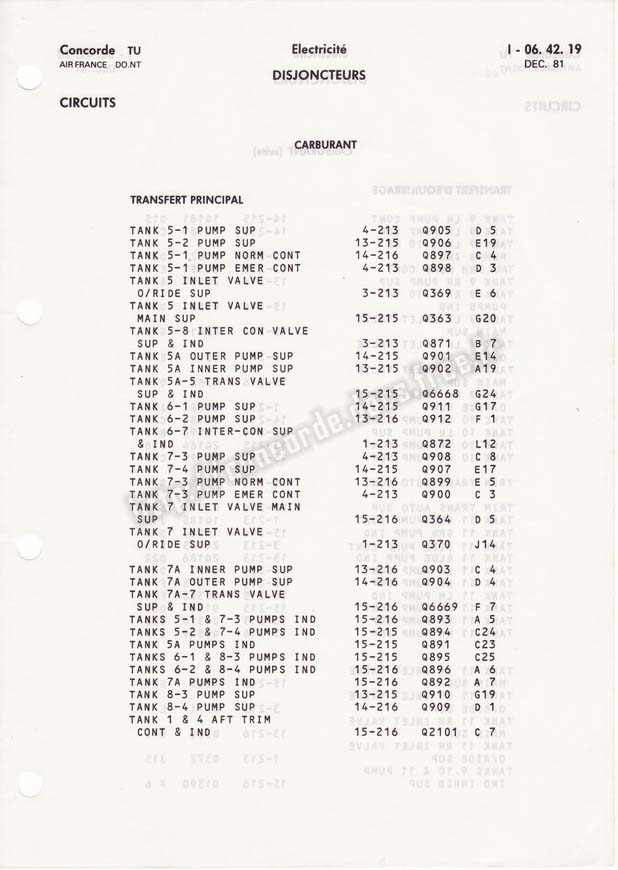 Concorde TU Electricité I - 06. 42. 19
AIR FRANCE DO.NT DISJONCTEURS DEC. 81
CIRCUITS
CARBURANT
TRANSFERT PRINCIPAL
TANK 5-1 PUMP SUP 4-213 Q905 D 5
TANK 5-2 PUMP SUP 13-215 Q906 E19
TANK 5-1 PUMP NORM CONT 14-216 Q897 C 4
TANK 5-1 PUMP EMER CONT 4-213 Q898 D 3
TANK 5 INLET VALVE
O/RIDE SUP 3-213 Q369 E 6
TANK 5 INLET VALVE
MAIN SUP 15-215 Q363 G20
TANK 5-8 INTER CON VALVE
SUP & IND 3-213 Q871 B 7
TANK 5A OUTER PUMP SUP 14-215 Q901 E14
TANK 5A INNER PUMP SUP 13-215 Q902 A19
TANK 5A-5 TRANS VALVE
SUP & IND 15-215 Q6668 G24
TANK 6-1 PUMP SUP 14-215 Q911 G17
TANK 6-2 PUMP SUP 13-216 Q912 F 1
TANK 6-7 INTER-CON SUP
& IND 1-213 Q872 L12
TANK 7-3 PUMP SUP 4-213 Q908 C 8
TANK 7-4 PUMP SUP 14-215 Q907 E17
TANK 7-3 PUMP NORM CONT 13-216 Q899 E 5
TANK 7-3 PUMP EMER CONT 4-213 Q900 C 3
TANK 7 INLET VALVE MAIN
SUP 15-216 Q364 D 5
TANK 7 INLET VALVE
O/RIDE SUP 1-213 Q370 J14
TANK 7A INNER PUMP SUP 13-216 Q903 C 4
TANK 7A OUTER PUMP SUP 14-216 Q904 D 4
TANK 7A-7 TRANS VALVE
SUP & IND 15-216 Q6669 F 7
TANKS 5-1 & 7-3 PUMPS IND 15-216 Q893 A 5
TANKS 5-2 & 7-4 PUMPS IND 15-215 Q894 C24
TANK 5A PUMPS IND 15-215 Q891 C23
TANKS 6-1 & 8-3 PUMPS IND 15-215 Q895 C25
TANKS 6-2 & 8-4 PUMPS IND 15-216 Q896 A 6
TANK 7A PUMPS IND 15-216 Q892 A 7
TANK 8-3 PUMP SUP 13-215 Q910 G19
TANK 8-4 PUMP SUP 14-216 Q909 D 1
TANK 1 & 4 AFT TRIM
CONT & IND 15-216 Q2101 C 7